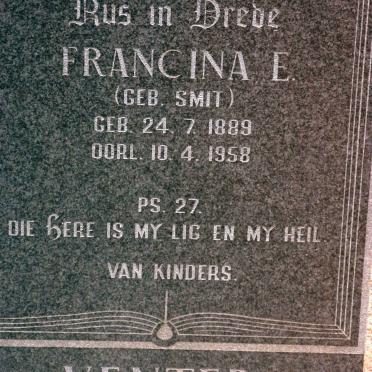 Rus in Vrede
FRANCINA E.
(GEB. SMIT)
GEB. 24. 7. 1889
OORL. 10. 4. 1958
PS. 27.
DIE HERE IS MY LIG EN MY HEIL.
VAN KINDERS.
VENTER